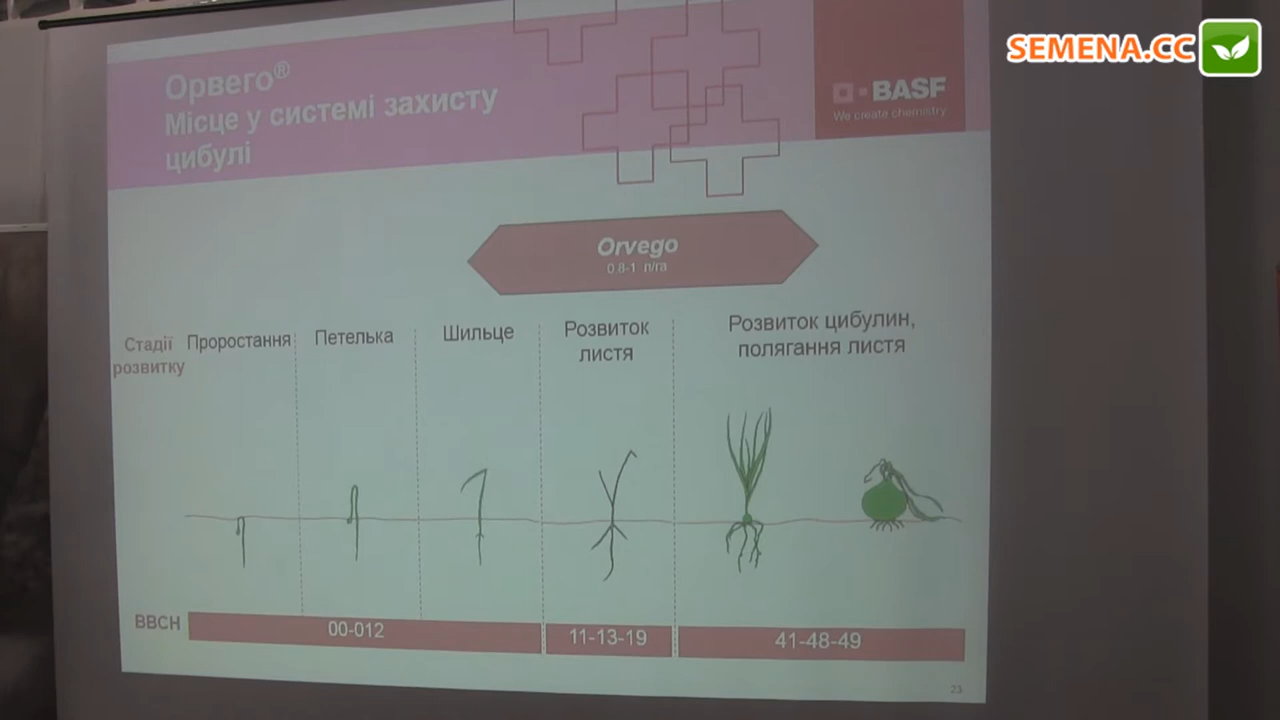 SEMENA.CC
Орвего®
Місце у системі захисту
цибулі
BASF
We create chemistry
Orvego
0.8-1 л/га
Стадії
розвитку
Проростання
Петелька
Шильце
Розвиток
листя
Розвиток цибулин,
полягання листя
BBCH
00-012
11-13-19
41-48-49
23